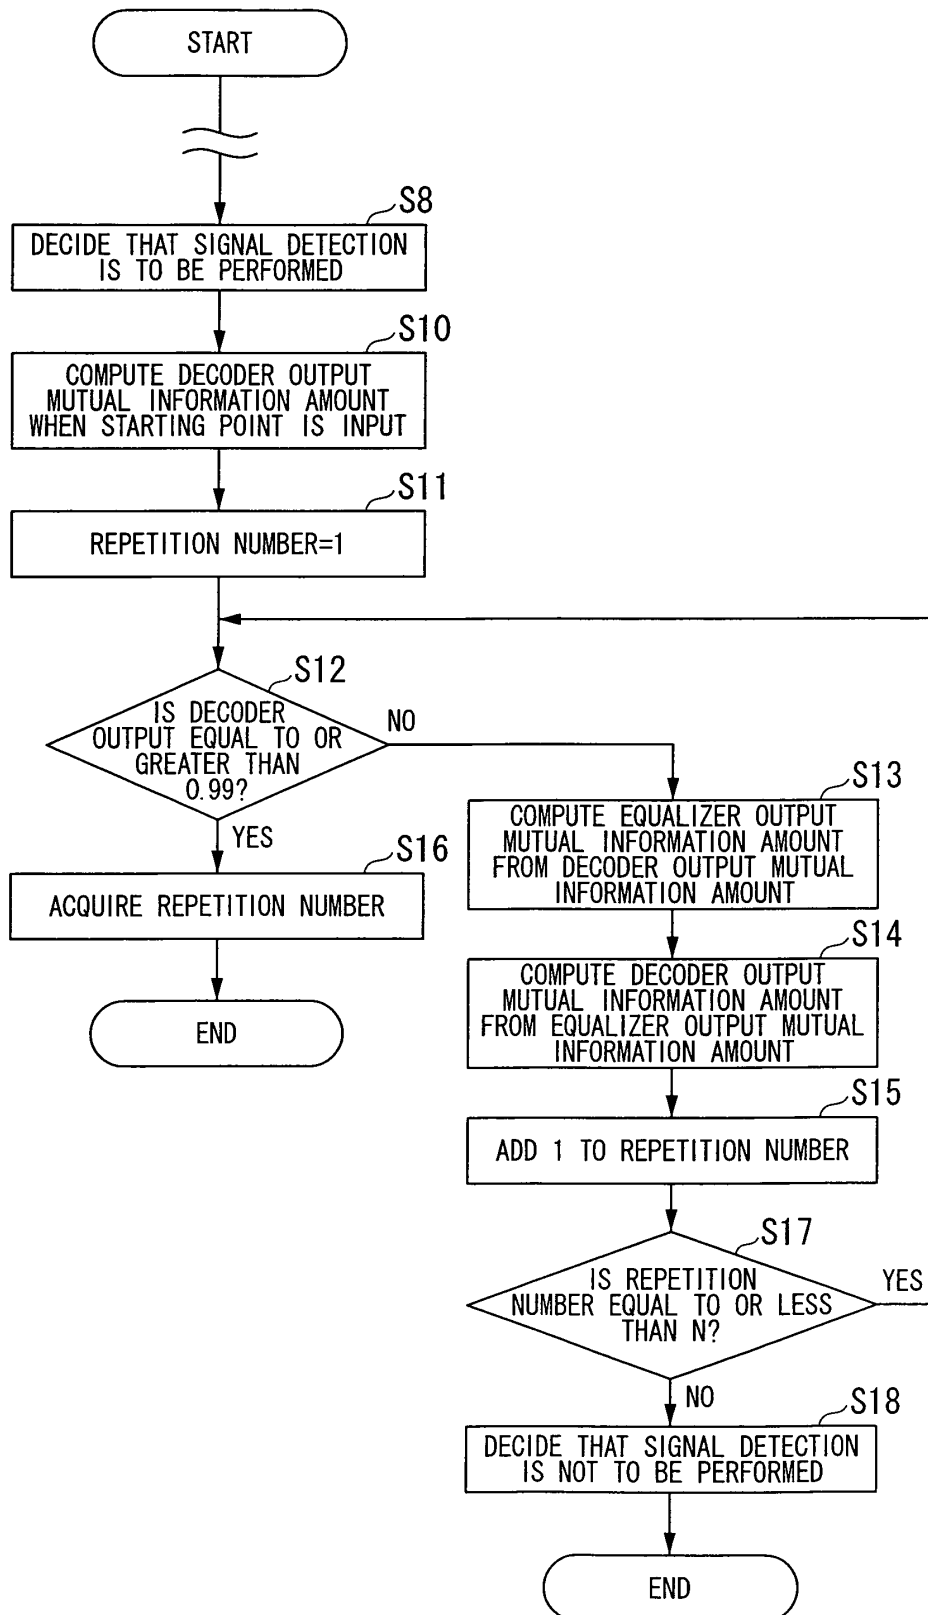 START
S8
DECIDE THAT SIGNAL DETECTION
IS TO BE PERFORMED
S10
COMPUTE DECODER OUTPUT
MUTUAL INFORMATION AMOUNT
WHEN STARTING POINT IS INPUT
S11
REPETITION NUMBER=1
S12
IS DECODER
OUTPUT EQUAL TO OR
GREATER THAN
0.99?
NO
YES
S16
ACQUIRE REPETITION NUMBER
END
S13
COMPUTE EQUALIZER OUTPUT
MUTUAL INFORMATION AMOUNT
FROM DECODER OUTPUT MUTUAL
INFORMATION AMOUNT
S14
COMPUTE DECODER OUTPUT
MUTUAL INFORMATION AMOUNT
FROM EQUALIZER OUTPUT MUTUAL
INFORMATION AMOUNT
S15
ADD 1 TO REPETITION NUMBER
S17
IS REPETITION
NUMBER EQUAL TO OR LESS
THAN N?
YES
NO
S18
DECIDE THAT SIGNAL DETECTION
IS NOT TO BE PERFORMED
END